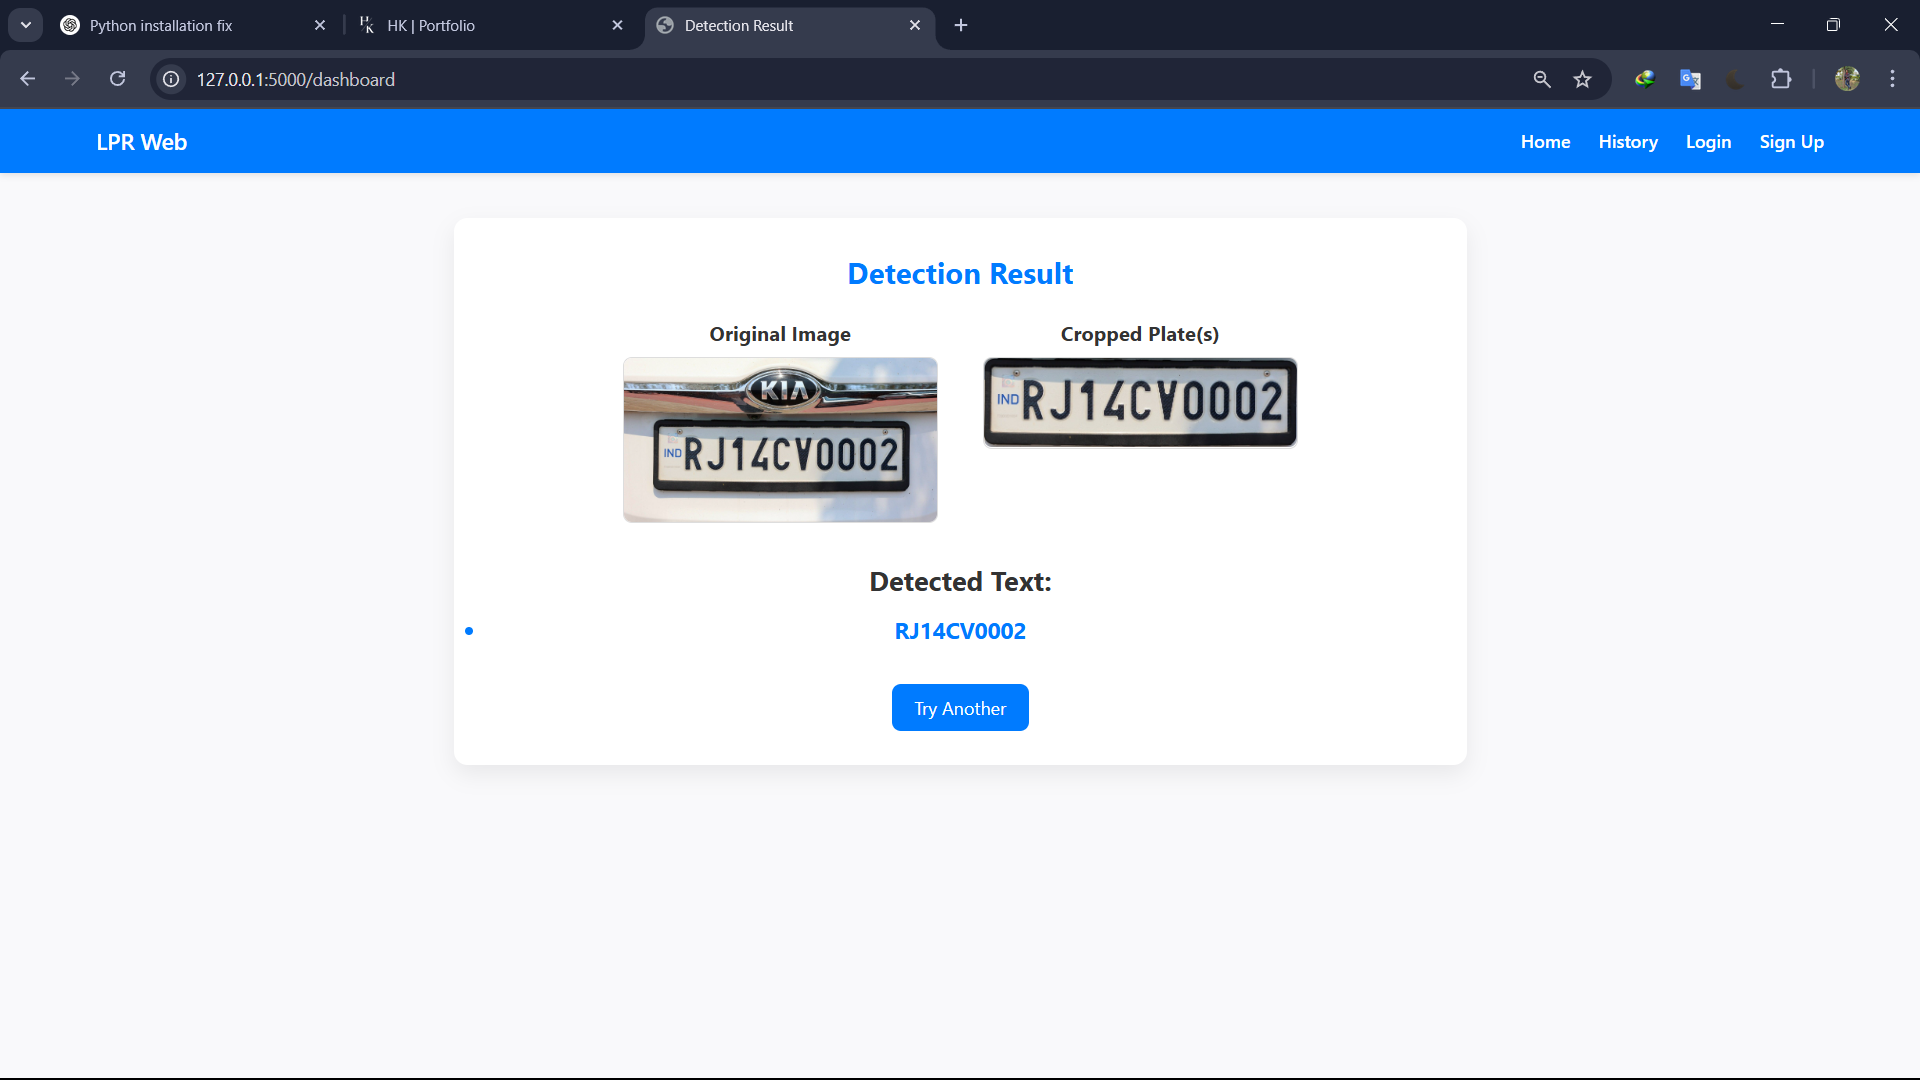 Python installation fix
HK | Portfolio
Detection Result
127.0.0.1:5000/dashboard
LPR Web
Home
History
Login
Sign Up
Detection Result
Original Image
Cropped Plate(s)
KIA
IND RJ14CV0002
IND RJ14CV0002
Detected Text:
RJ14CV0002
Try Another